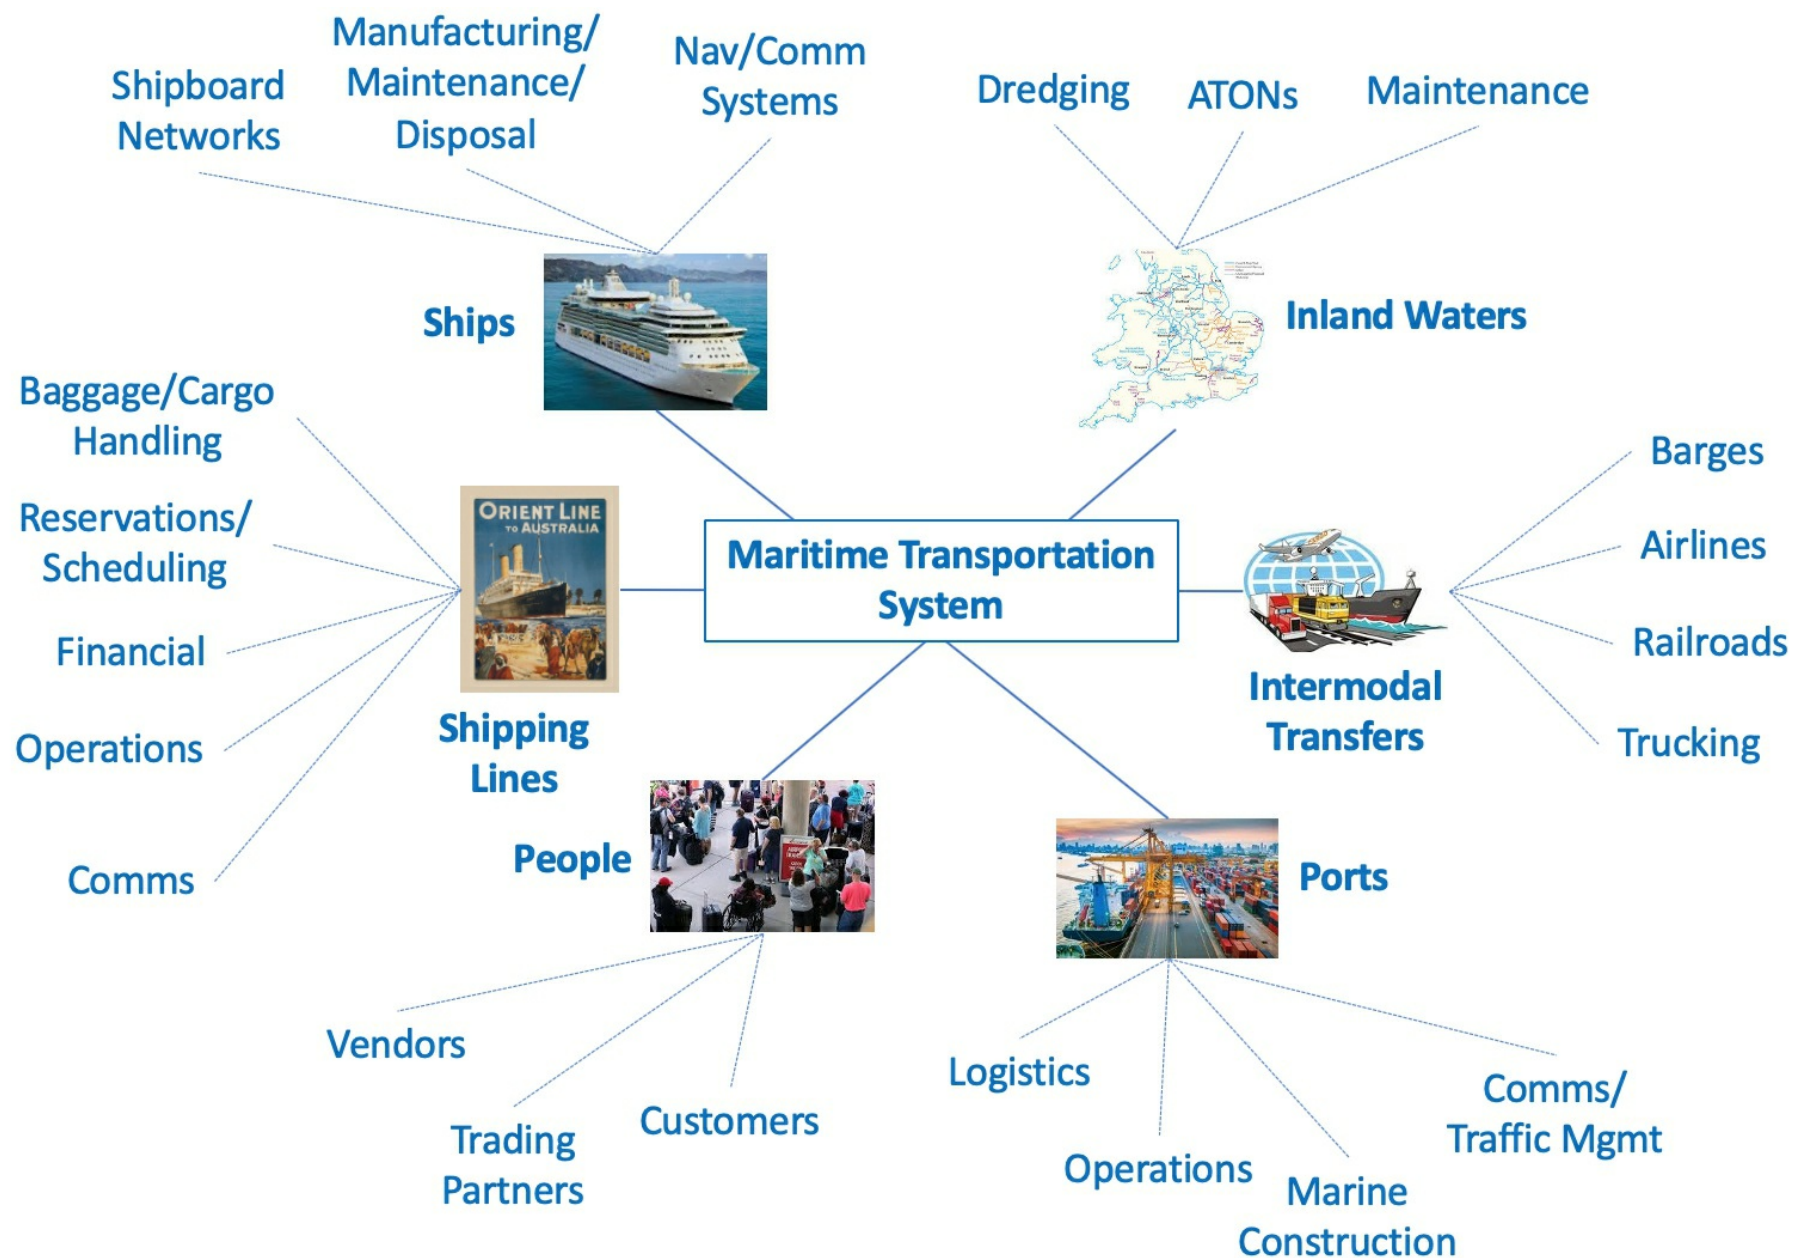 Manufacturing/
Maintenance/
Disposal
Shipboard
Networks
Nav/Comm
Systems
Dredging
ATONs
Maintenance
Ships
Inland Waters
Baggage/Cargo
Handling
Reservations/
Scheduling
Financial
Operations
Comms
ORIENT LINE
TO AUSTRALIA
Shipping
Lines
Maritime Transportation
System
Barges
Airlines
Railroads
Trucking
Intermodal
Transfers
People
Ports
Vendors
Trading
Partners
Customers
Logistics
Operations
Marine
Construction
Comms/
Traffic Mgmt